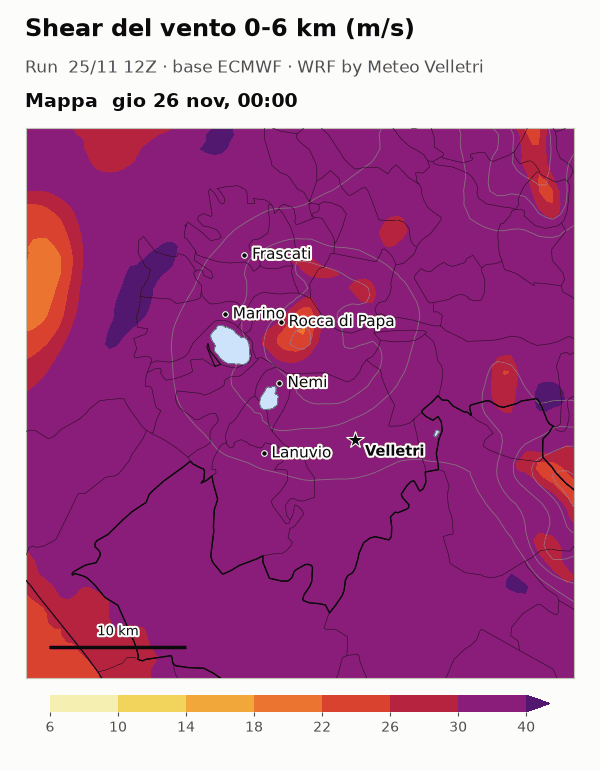 Shear del vento 0-6 km (m/s)
Run  25/11 12Z · base ECMWF · WRF by Meteo Velletri
Mappa  gio 26 nov, 00:00
Frascati
Marino
Rocca di Papa
Nemi
Velletri
Lanuvio
10 km
6 10 14 18 22 26 30 40